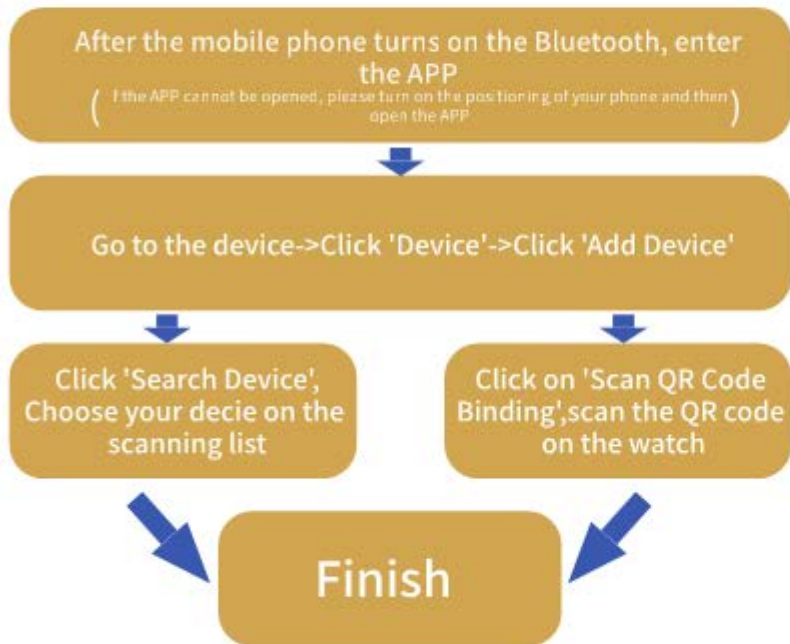 After the mobile phone turns on the Bluetooth, enter
the APP
( f the APP cannot be opened, please turn on the positioning of your phone and then
open the APP )
Go to the device->Click 'Device'->Click 'Add Device'
Click 'Search Device',
Choose your decie on the
scanning list
Click on 'Scan QR Code
Binding',scan the QR code
on the watch
Finish